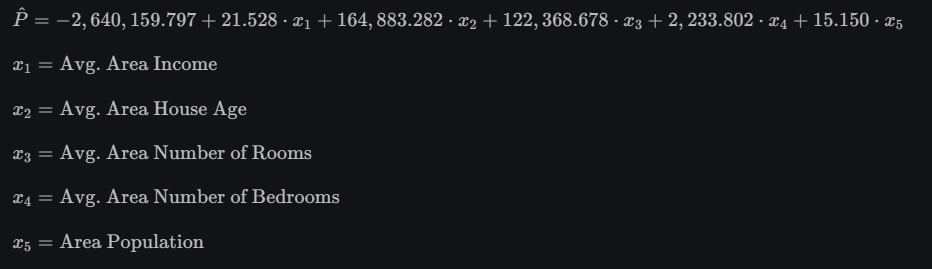 P̂ = −2,640,159.797 + 21.528 · x₁ + 164,883.282 · x₂ + 122,368.678 · x₃ + 2,233.802 · x₄ + 15.150 · x₅
x₁ = Avg. Area Income
x₂ = Avg. Area House Age
x₃ = Avg. Area Number of Rooms
x₄ = Avg. Area Number of Bedrooms
x₅ = Area Population